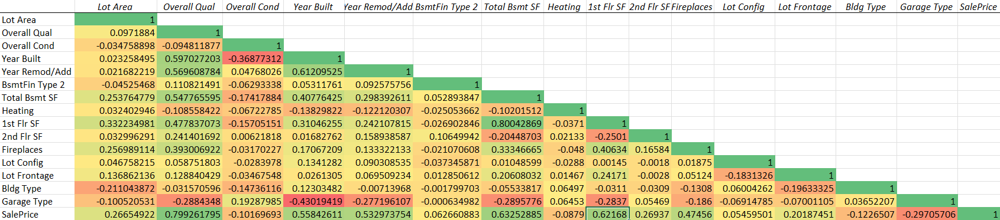 Lot Area Overall Qual Overall Cond Year Built Year Remod/Add BsmtFin Type 2 Total Bsmt SF Heating 1st Flr SF 2nd Flr SF Fireplaces Lot Config Lot Frontage Bldg Type Garage Type SalePrice
Lot Area 1
Overall Qual 0.0971884 1
Overall Cond -0.034758898 -0.094811877 1
Year Built 0.023258495 0.597027203 -0.36877312 1
Year Remod/Add 0.021682219 0.569608784 0.04768026 0.61209525 1
BsmtFin Type 2 -0.04525468 0.110821491 -0.06293338 0.05311761 0.092575756 1
Total Bsmt SF 0.253764779 0.547765595 -0.17417884 0.40776425 0.298392611 0.052893847 1
Heating 0.032402946 -0.108558422 -0.06722785 -0.13829822 -0.122120307 -0.025053662 -0.10201512 1
1st Flr SF 0.332234981 0.477837073 -0.15705151 0.31046255 0.242107815 -0.026902846 0.80042869 -0.0371 1
2nd Flr SF 0.032996291 0.241401692 0.00621818 0.01682762 0.158938587 0.10649942 -0.20448703 0.02133 -0.2501 1
Fireplaces 0.256989114 0.393006922 -0.03170227 0.17067209 0.133322133 -0.021070608 0.33346665 -0.048 0.40634 0.16584 1
Lot Config 0.046758215 0.058751803 -0.0283978 0.1341282 0.090308535 -0.037345871 0.01048599 -0.0288 0.00145 -0.0018 0.01875 1
Lot Frontage 0.136862136 0.128840429 -0.03467548 0.0261305 0.069509234 0.012850612 0.20608032 0.01467 0.24171 -0.0028 0.05124 -0.1831326 1
Bldg Type -0.211043872 -0.031570596 -0.14736116 0.12303482 -0.00713968 -0.001799703 -0.05533817 0.06497 -0.0311 -0.0309 -0.1308 0.06004262 -0.19633325 1
Garage Type -0.100520531 -0.2884348 0.19287985 -0.43019419 -0.277196107 -0.000634982 -0.2895776 0.06453 -0.2837 0.05469 -0.186 -0.06914785 -0.07001105 0.03652207 1
SalePrice 0.26654922 0.799261795 -0.10169693 0.55842611 0.532973754 0.062660883 0.63252885 -0.0879 0.62168 0.26937 0.47456 0.05459501 0.20187451 -0.1226507 -0.29705706 1